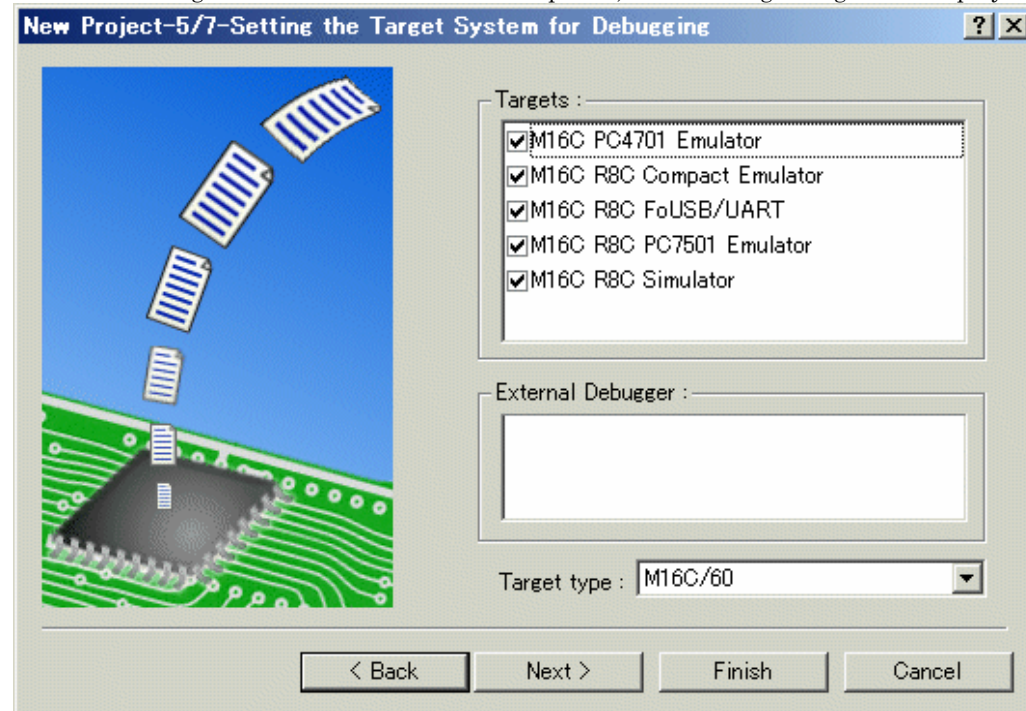 New Project-5/7-Setting the Target System for Debugging
Targets :
M16C PC4701 Emulator
M16C R8C Compact Emulator
M16C R8C FoUSB/UART
M16C R8C PC7501 Emulator
M16C R8C Simulator
External Debugger :
Target type : M16C/60
< Back Next > Finish Cancel